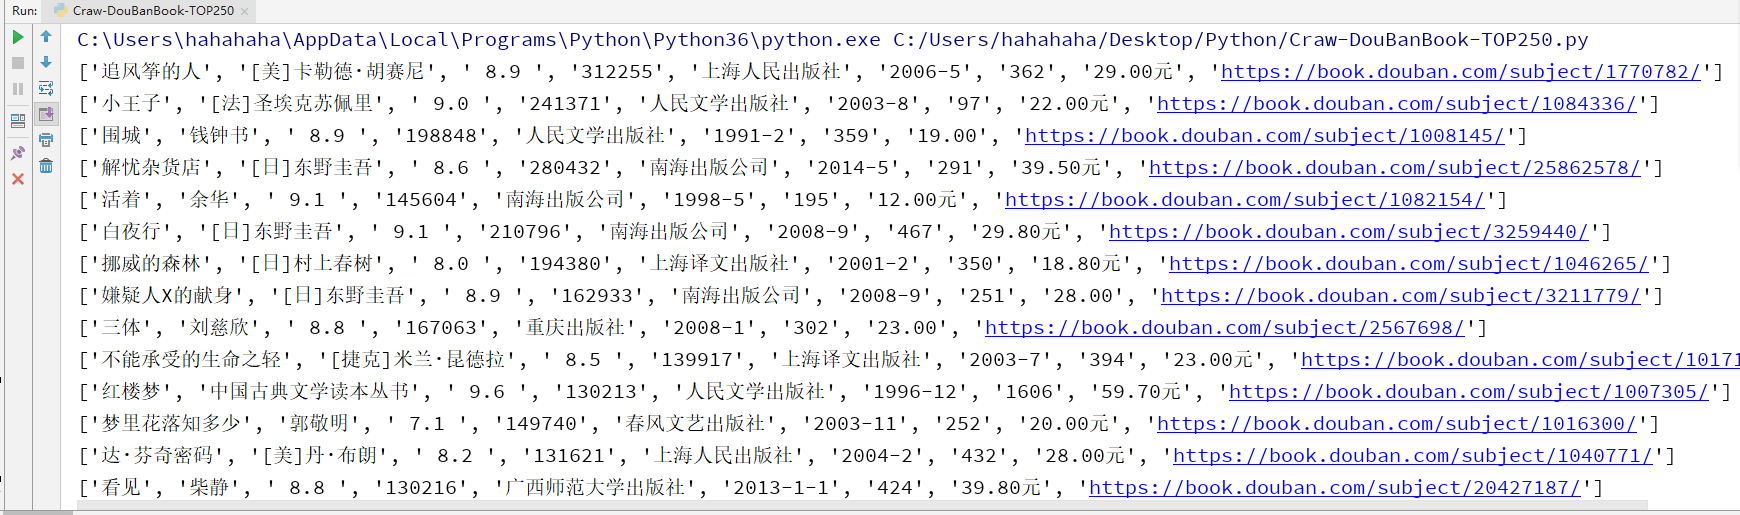 Run: Craw-DouBanBook-TOP250
C:\Users\hahahaha\AppData\Local\Programs\Python\Python36\python.exe C:/Users/hahahaha/Desktop/Python/Craw-DouBanBook-TOP250.py
['追风筝的人', '[美]卡勒德·胡赛尼', ' 8.9 ', '312255', '上海人民出版社', '2006-5', '362', '29.00元', 'https://book.douban.com/subject/1770782/']
['小王子', '[法]圣埃克苏佩里', ' 9.0 ', '241371', '人民文学出版社', '2003-8', '97', '22.00元', 'https://book.douban.com/subject/1084336/']
['围城', '钱钟书', ' 8.9 ', '198848', '人民文学出版社', '1991-2', '359', '19.00', 'https://book.douban.com/subject/1008145/']
['解忧杂货店', '[日]东野圭吾', ' 8.6 ', '280432', '南海出版公司', '2014-5', '291', '39.50元', 'https://book.douban.com/subject/25862578/']
['活着', '余华', ' 9.1 ', '145604', '南海出版公司', '1998-5', '195', '12.00元', 'https://book.douban.com/subject/1082154/']
['白夜行', '[日]东野圭吾', ' 9.1 ', '210796', '南海出版公司', '2008-9', '467', '29.80元', 'https://book.douban.com/subject/3259440/']
['挪威的森林', '[日]村上春树', ' 8.0 ', '194380', '上海译文出版社', '2001-2', '350', '18.80元', 'https://book.douban.com/subject/1046265/']
['嫌疑人X的献身', '[日]东野圭吾', ' 8.9 ', '162933', '南海出版公司', '2008-9', '251', '28.00', 'https://book.douban.com/subject/3211779/']
['三体', '刘慈欣', ' 8.8 ', '167063', '重庆出版社', '2008-1', '302', '23.00', 'https://book.douban.com/subject/2567698/']
['不能承受的生命之轻', '[捷克]米兰·昆德拉', ' 8.5 ', '139917', '上海译文出版社', '2003-7', '394', '23.00元', 'https://book.douban.com/subject/10171
['红楼梦', '中国古典文学读本丛书', ' 9.6 ', '130213', '人民文学出版社', '1996-12', '1606', '59.70元', 'https://book.douban.com/subject/1007305/']
['梦里花落知多少', '郭敬明', ' 7.1 ', '149740', '春风文艺出版社', '2003-11', '252', '20.00元', 'https://book.douban.com/subject/1016300/']
['达·芬奇密码', '[美]丹·布朗', ' 8.2 ', '131621', '上海人民出版社', '2004-2', '432', '28.00元', 'https://book.douban.com/subject/1040771/']
['看见', '柴静', ' 8.8 ', '130216', '广西师范大学出版社', '2013-1-1', '424', '39.80元', 'https://book.douban.com/subject/20427187/']